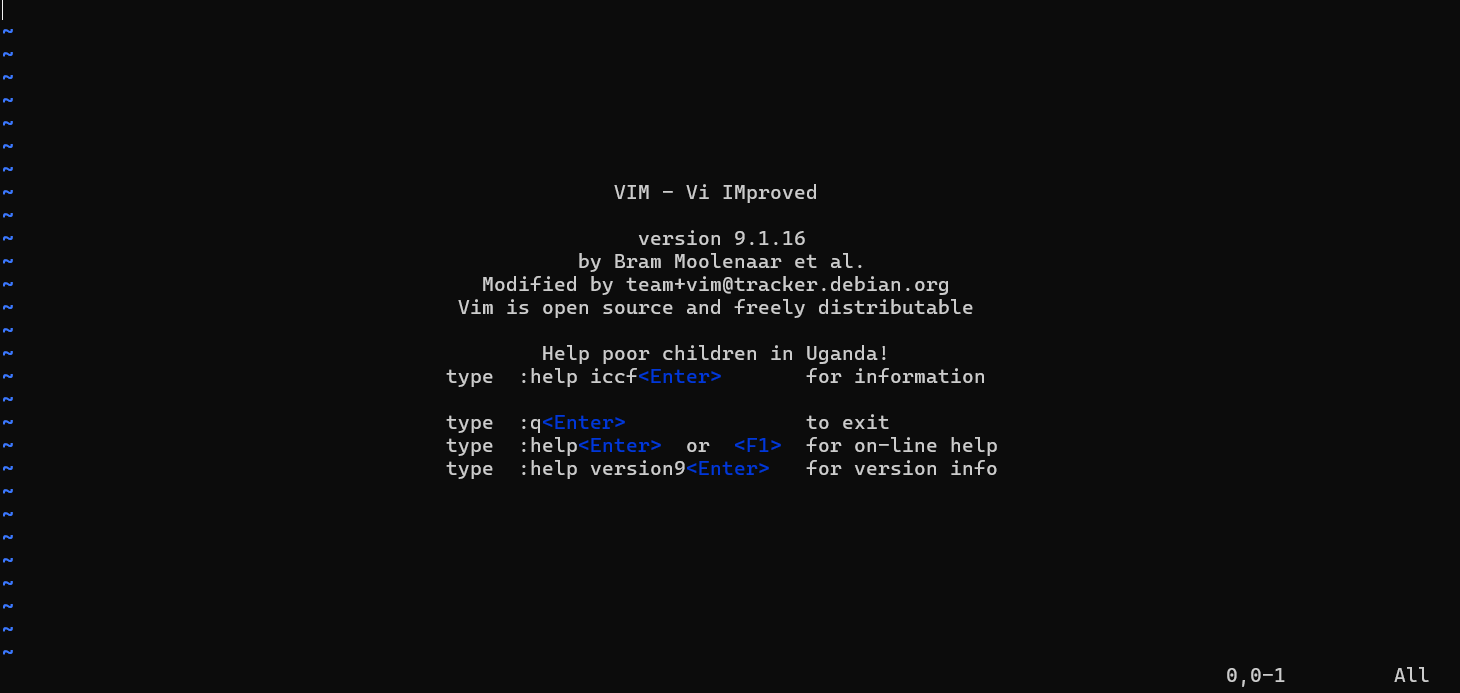 ~
~
~
~
~
~
~
~               VIM - Vi IMproved
~
~               version 9.1.16
~               by Bram Moolenaar et al.
~               Modified by team+vim@tracker.debian.org
~               Vim is open source and freely distributable
~
~               Help poor children in Uganda!
~               type  :help iccf<Enter>       for information
~
~               type  :q<Enter>               to exit
~               type  :help<Enter>  or  <F1>  for on-line help
~               type  :help version9<Enter>   for version info
~
~
~
~
~
~
~
~
0,0-1         All